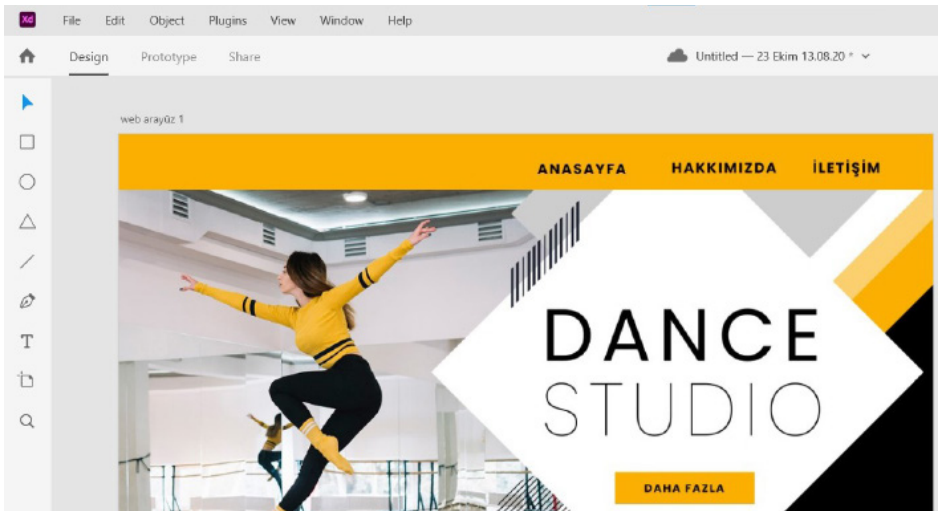 Xd File Edit Object Plugins View Window Help
Design Prototype Share Untitled — 23 Ekim 13.08.20 *
web arayüz 1
ANASAYFA HAKKIMIZDA İLETİŞİM
DANCE
STUDIO
DAHA FAZLA
T